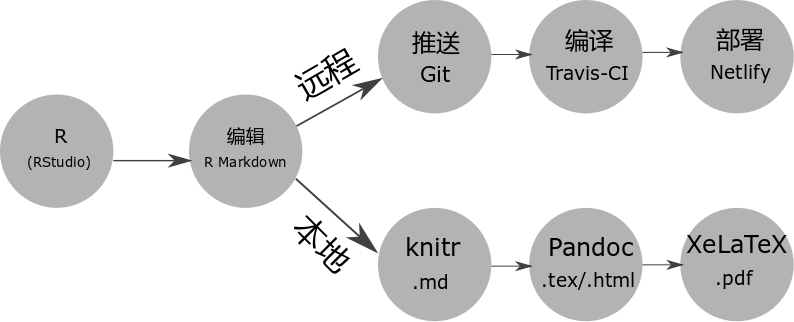 R
(RStudio)
编辑
R Markdown
远程
推送
Git
编译
Travis-CI
部署
Netlify
本地
knitr
.md
Pandoc
.tex/.html
XeLaTeX
.pdf